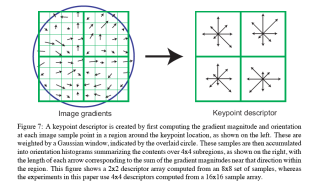 Image gradients
Keypoint descriptor
Figure 7: A keypoint descriptor is created by first computing the gradient magnitude and orientation
at each image sample point in a region around the keypoint location, as shown on the left. These are
weighted by a Gaussian window, indicated by the overlaid circle. These samples are then accumulated
into orientation histograms summarizing the contents over 4x4 subregions, as shown on the right, with
the length of each arrow corresponding to the sum of the gradient magnitudes near that direction within
the region. This figure shows a 2x2 descriptor array computed from an 8x8 set of samples, whereas
the experiments in this paper use 4x4 descriptors computed from a 16x16 sample array.